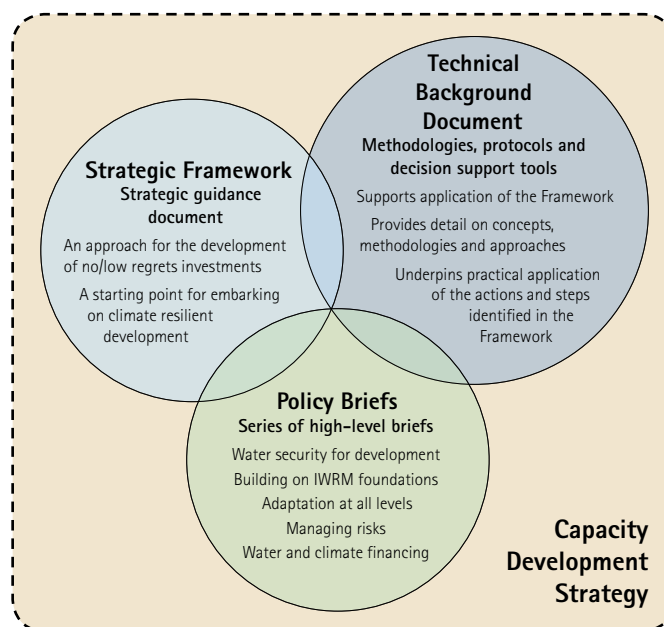 Technical
Background
Document
Methodologies, protocols and
decision support tools
Supports application of the Framework
Provides detail on concepts,
methodologies and approaches
Underpins practical application
of the actions and steps
identified in the
Framework
Strategic Framework
Strategic guidance
document
An approach for the development
of no/low regrets investments
A starting point for embarking
on climate resilient
development
Policy Briefs
Series of high-level briefs
Water security for development
Building on IWRM foundations
Adaptation at all levels
Managing risks
Water and climate financing
Capacity
Development
Strategy